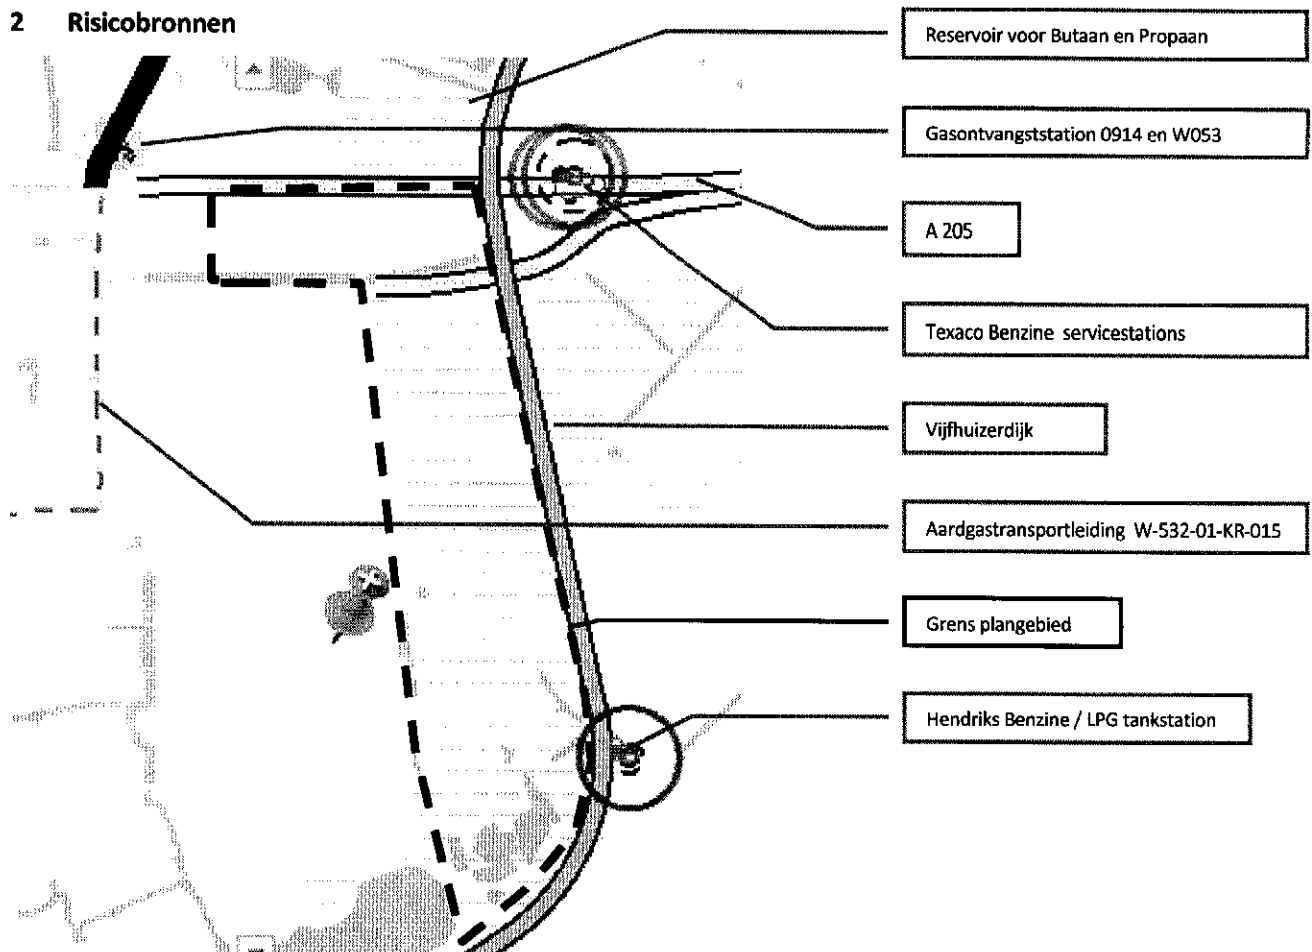 2 Risicobronnen
Reservoir voor Butaan en Propaan
Gasontvangststation 0914 en W053
A 205
Texaco Benzine servicestations
Vijfhuizerdijk
Aardgastransportleiding W-532-01-KR-015
Grens plangebied
Hendriks Benzine / LPG tankstation